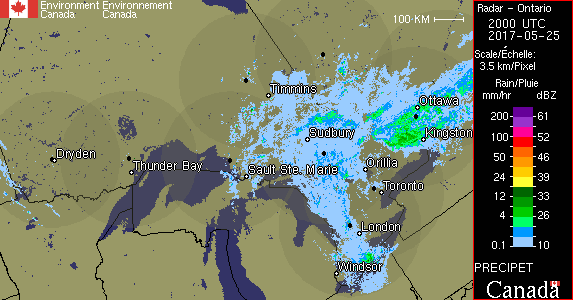 Environment Environnement
Canada Canada
100 KM
Timmins
Ottawa
Sudbury
Kingston
Dryden
Thunder Bay
Sault Ste. Marie
Orillia
Toronto
London
Windsor
Radar - Ontario
2000 UTC
2017-05-25
Scale/Échelle:
3.5 km/Pixel
Rain/Pluie
mm/hr dBZ
200 61
100 52
50 46
24 39
12 33
4 26
0.1 10
PRECIPET
Canada